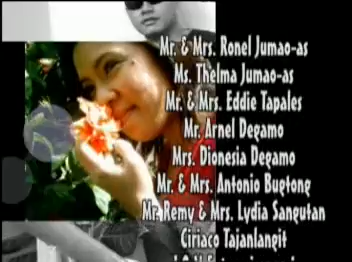 Mr. & Mrs. Ronel Jumao-as
Ms. Thelma Jumao-as
Mr. & Mrs. Eddie Tapales
Mr. Arnel Degamo
Mrs. Dionesia Degamo
Mr. & Mrs. Antonio Bugtong
Mr. Remy & Mrs. Lydia Sangutan
Ciriaco Tajanlangit